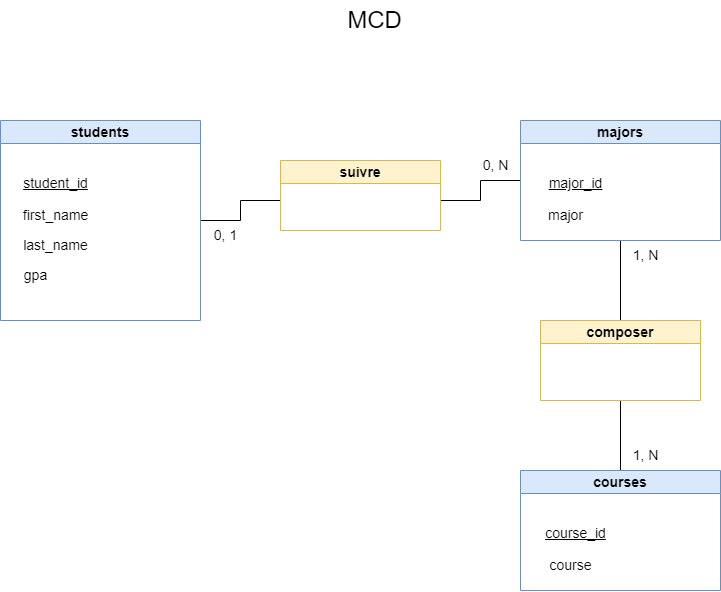 MCD
students
student_id
first_name
last_name
gpa
0, 1
suivre
0, N
majors
major_id
major
1, N
composer
1, N
courses
course_id
course